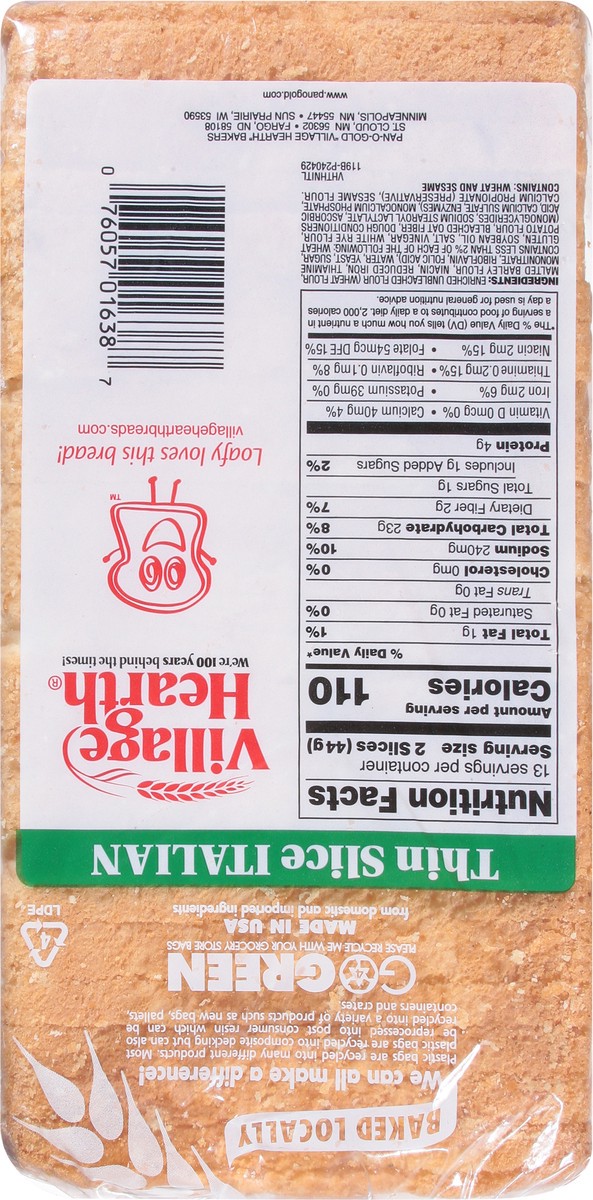 BAKED LOCALLY
We can all make a difference!
Plastic bags are recycled into many different products. Most
plastic bags are recycled into composite decking but can also
be reprocessed into post consumer resin which can be
recycled into a variety of products such as new bags, pallets,
containers and crates.
GO GREEN
PLEASE RECYCLE ME WITH YOUR GROCERY STORE BAGS
MADE IN USA
from domestic and imported ingredients
4
LDPE
Thin Slice ITALIAN
Nutrition Facts
13 servings per container
Serving size 2 Slices (44g)
Amount per serving
Calories 110
% Daily Value*
Total Fat 1g 1%
Saturated Fat 0g 0%
Trans Fat 0g
Cholesterol 0mg 0%
Sodium 240mg 10%
Total Carbohydrate 23g 8%
Dietary Fiber 2g 7%
Total Sugars 1g
Includes 1g Added Sugars 2%
Protein 4g
Vitamin D 0mcg 0% • Calcium 40mg 4%
Iron 2mg 6% • Potassium 39mg 0%
Thiamine 0.2mg 15% • Riboflavin 0.1mg 8%
Niacin 2mg 15% • Folate 54mcg DFE 15%
*The % Daily Value (DV) tells you how much a nutrient in
a serving of food contributes to a daily diet. 2,000 calories
a day is used for general nutrition advice.
INGREDIENTS: ENRICHED UNBLEACHED FLOUR (WHEAT FLOUR,
MALTED BARLEY FLOUR, NIACIN, REDUCED IRON, THIAMINE
MONONITRATE, RIBOFLAVIN, FOLIC ACID), WATER, YEAST, SUGAR,
CONTAINS LESS THAN 2% OF EACH OF THE FOLLOWING: WHEAT
GLUTEN, SOYBEAN OIL, SALT, VINEGAR, WHITE RYE FLOUR,
POTATO FLOUR, BLEACHED OAT FIBER, DOUGH CONDITIONERS
(MONOGLYCERIDES, SODIUM STEAROYL LACTYLATE, ASCORBIC
ACID, CALCIUM SULFATE, ENZYMES), MONOCALCIUM PHOSPHATE,
CALCIUM PROPIONATE (PRESERVATIVE), SESAME FLOUR.
CONTAINS: WHEAT AND SESAME
VHTHNITL
119B-P240429
Village
Hearth®
We're 100 years behind the times!
TM
Loafy loves this bread!
villagehearthbreads.com
7 76057 01638 0
PAN-O-GOLD "VILLAGE" HEARTH" BAKERS
ST. CLOUD, MN 56302 • FARGO, ND 58108
MINNEAPOLIS, MN 55447 • SUN PRAIRIE, WI, 53590
www.panogold.com